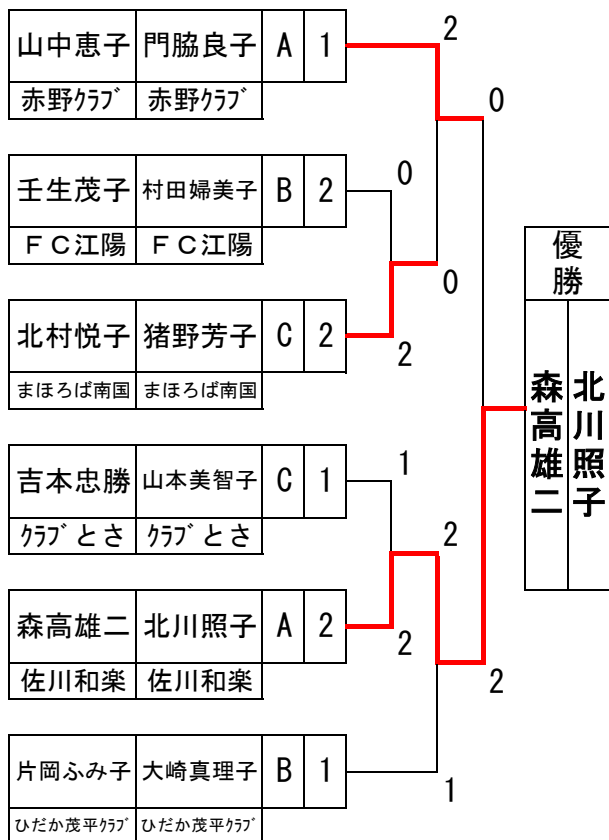 山中恵子 門脇良子 A 1
赤野ｸﾗﾌﾞ 赤野ｸﾗﾌﾞ
2
0
壬生茂子 村田婦美子 B 2
ＦＣ江陽 ＦＣ江陽
0
0
北村悦子 猪野芳子 C 2
まほろば南国 まほろば南国
2
吉本忠勝 山本美智子 C 1
ｸﾗﾌﾞとさ ｸﾗﾌﾞとさ
1
2
森高雄二 北川照子 A 2
佐川和楽 佐川和楽
2
2
片岡ふみ子 大崎真理子 B 1
ひだか茂平ｸﾗﾌﾞ ひだか茂平ｸﾗﾌﾞ
1
優勝
森高雄二
北川照子